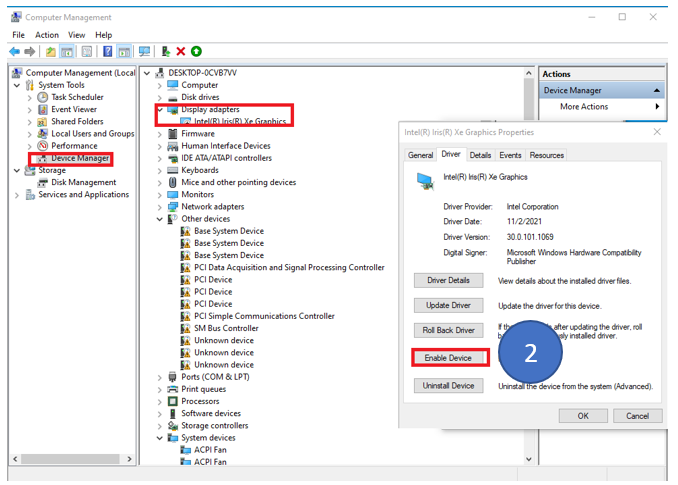 Computer Management
File Action View Help
Computer Management (Local
System Tools
Task Scheduler
Event Viewer
Shared Folders
Local Users and Groups
Performance
Device Manager
Storage
Disk Management
Services and Applications
DESKTOP-0CVB7VV
Computer
Disk drives
Display adapters
Intel(R) Iris(R) Xe Graphics
Firmware
Human Interface Devices
IDE ATA/ATAPI controllers
Keyboards
Mice and other pointing devices
Monitors
Network adapters
Other devices
Base System Device
Base System Device
Base System Device
PCI Data Acquisition and Signal Processing Controller
PCI Device
PCI Device
PCI Device
PCI Simple Communications Controller
SM Bus Controller
Unknown device
Unknown device
Unknown device
Ports (COM & LPT)
Print queues
Processors
Software devices
Storage controllers
System devices
ACPI Fan
ACPI Fan
Actions
Device Manager
More Actions
Intel(R) Iris(R) Xe Graphics Properties
General Driver Details Events Resources
Intel(R) Iris(R) Xe Graphics
Driver Provider: Intel Corporation
Driver Date: 11/2/2021
Driver Version: 30.0.101.1069
Digital Signer: Microsoft Windows Hardware Compatibility
Publisher
Driver Details View details about the installed driver files.
Update Driver Update the driver for this device.
Roll Back Driver If the after updating the driver, roll
installed driver.
Enable Device 2
Uninstall Device Uninstall the device from the system (Advanced).
OK Cancel